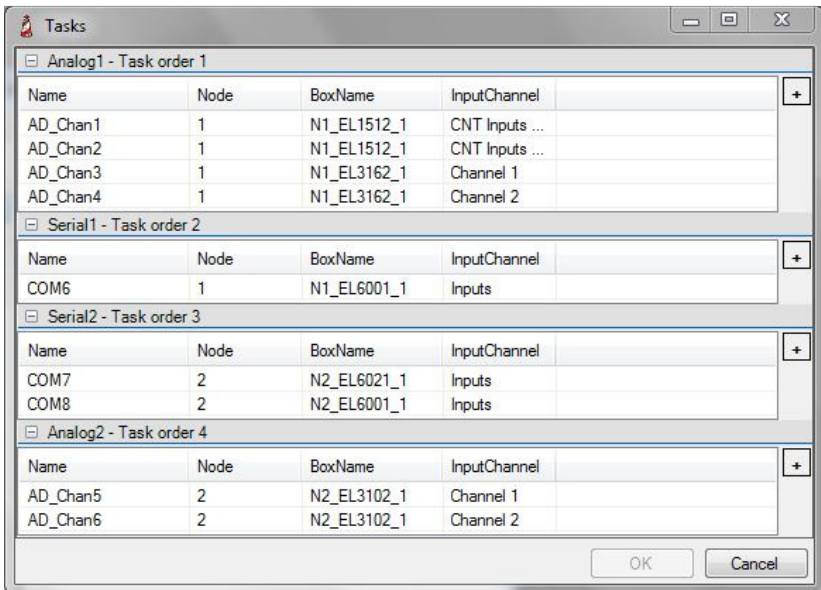 Tasks
Analog1 - Task order 1
Name Node BoxName InputChannel
+
AD_Chan1 1 N1_EL1512_1 CNT Inputs ...
AD_Chan2 1 N1_EL1512_1 CNT Inputs ...
AD_Chan3 1 N1_EL3162_1 Channel 1
AD_Chan4 1 N1_EL3162_1 Channel 2
Serial1 - Task order 2
Name Node BoxName InputChannel
+
COM6 1 N1_EL6001_1 Inputs
Serial2 - Task order 3
Name Node BoxName InputChannel
+
COM7 2 N2_EL6021_1 Inputs
COM8 2 N2_EL6001_1 Inputs
Analog2 - Task order 4
Name Node BoxName InputChannel
+
AD_Chan5 2 N2_EL3102_1 Channel 1
AD_Chan6 2 N2_EL3102_1 Channel 2
OK Cancel